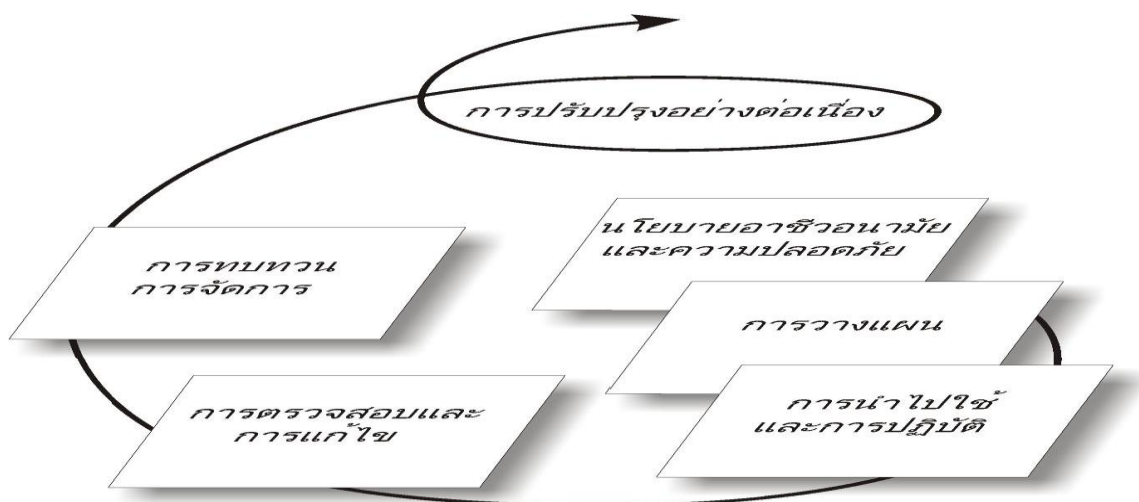 การปรับปรุงอย่างต่อเนื่อง
นโยบายอาชีวอนามัย
และความปลอดภัย
การทบทวน
การจัดการ
การวางแผน
การตรวจสอบและ
การแก้ไข
การนำไปใช้
และการปฏิบัติ